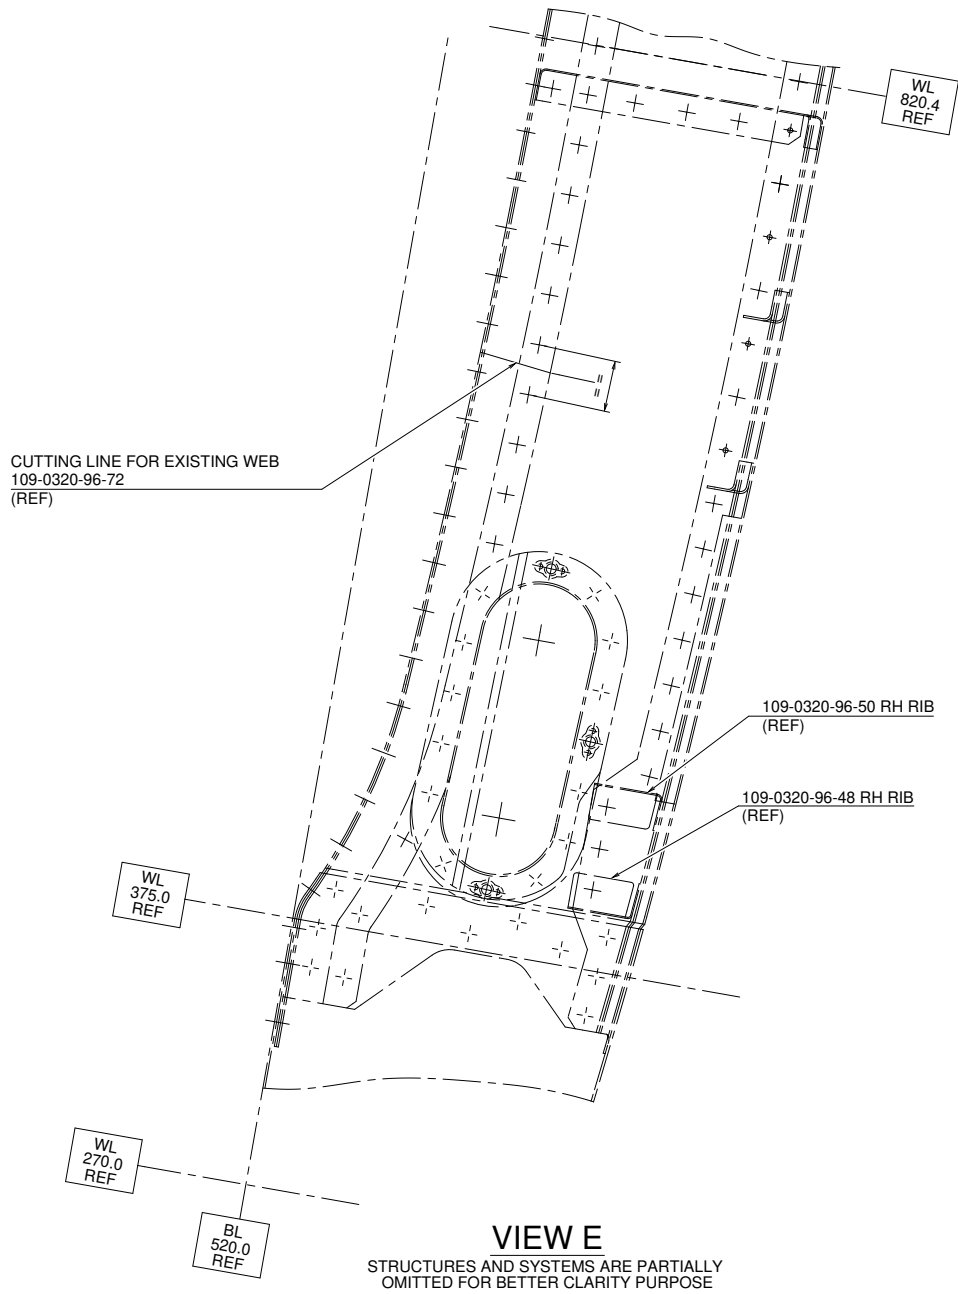 WL
820.4
REF
CUTTING LINE FOR EXISTING WEB
109-0320-96-72
(REF)
=
109-0320-96-50 RH RIB
(REF)
109-0320-96-48 RH RIB
(REF)
WL
375.0
REF
WL
270.0
REF
BL
520.0
REF
VIEW E
STRUCTURES AND SYSTEMS ARE PARTIALLY
OMITTED FOR BETTER CLARITY PURPOSE